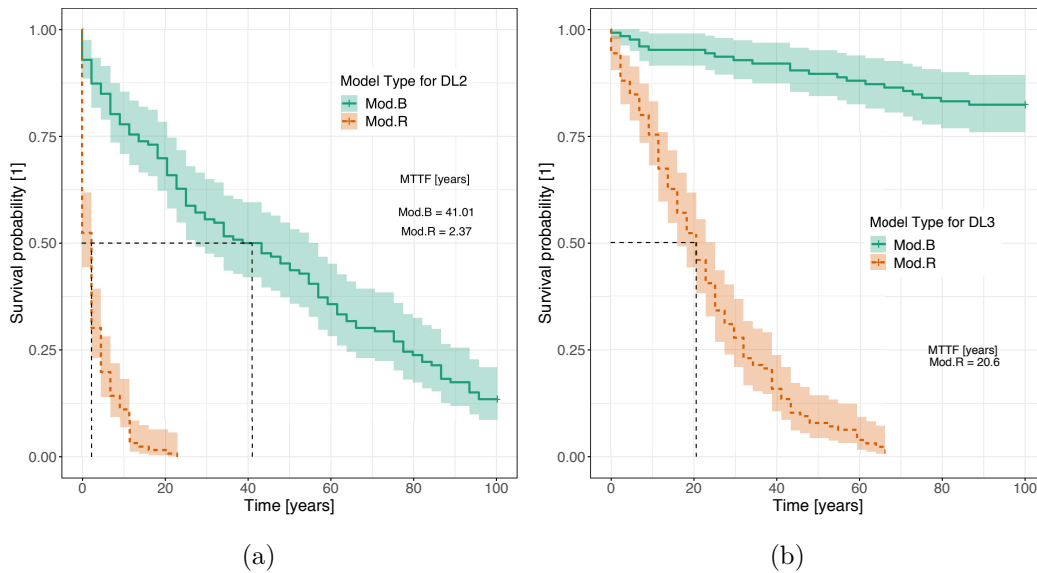 1.00
0.75
0.50
0.25
0.00
Survival probability [1]
Model Type for DL2
Mod.B
Mod.R
MTTF [years]
Mod.B = 41.01
Mod.R = 2.37
0 20 40 60 80 100
Time [years]
(a)
1.00
0.75
0.50
0.25
0.00
Survival probability [1]
Model Type for DL3
Mod.B
Mod.R
MTTF [years]
Mod.R = 20.6
0 20 40 60 80 100
Time [years]
(b)